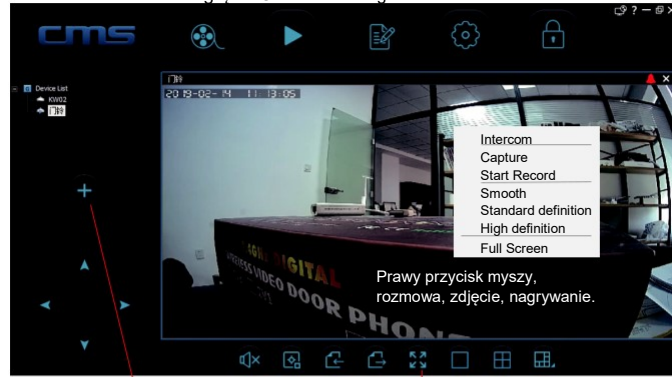 cms
Device List
KW02
门铃
门铃
2019-02-14 11:13:05
Intercom
Capture
Start Record
Smooth
Standard definition
High definition
Full Screen
DIGITAL
WIRELESS VIDEO DOOR PHONE
Prawy przycisk myszy,
rozmowa, zdjęcie, nagrywanie.